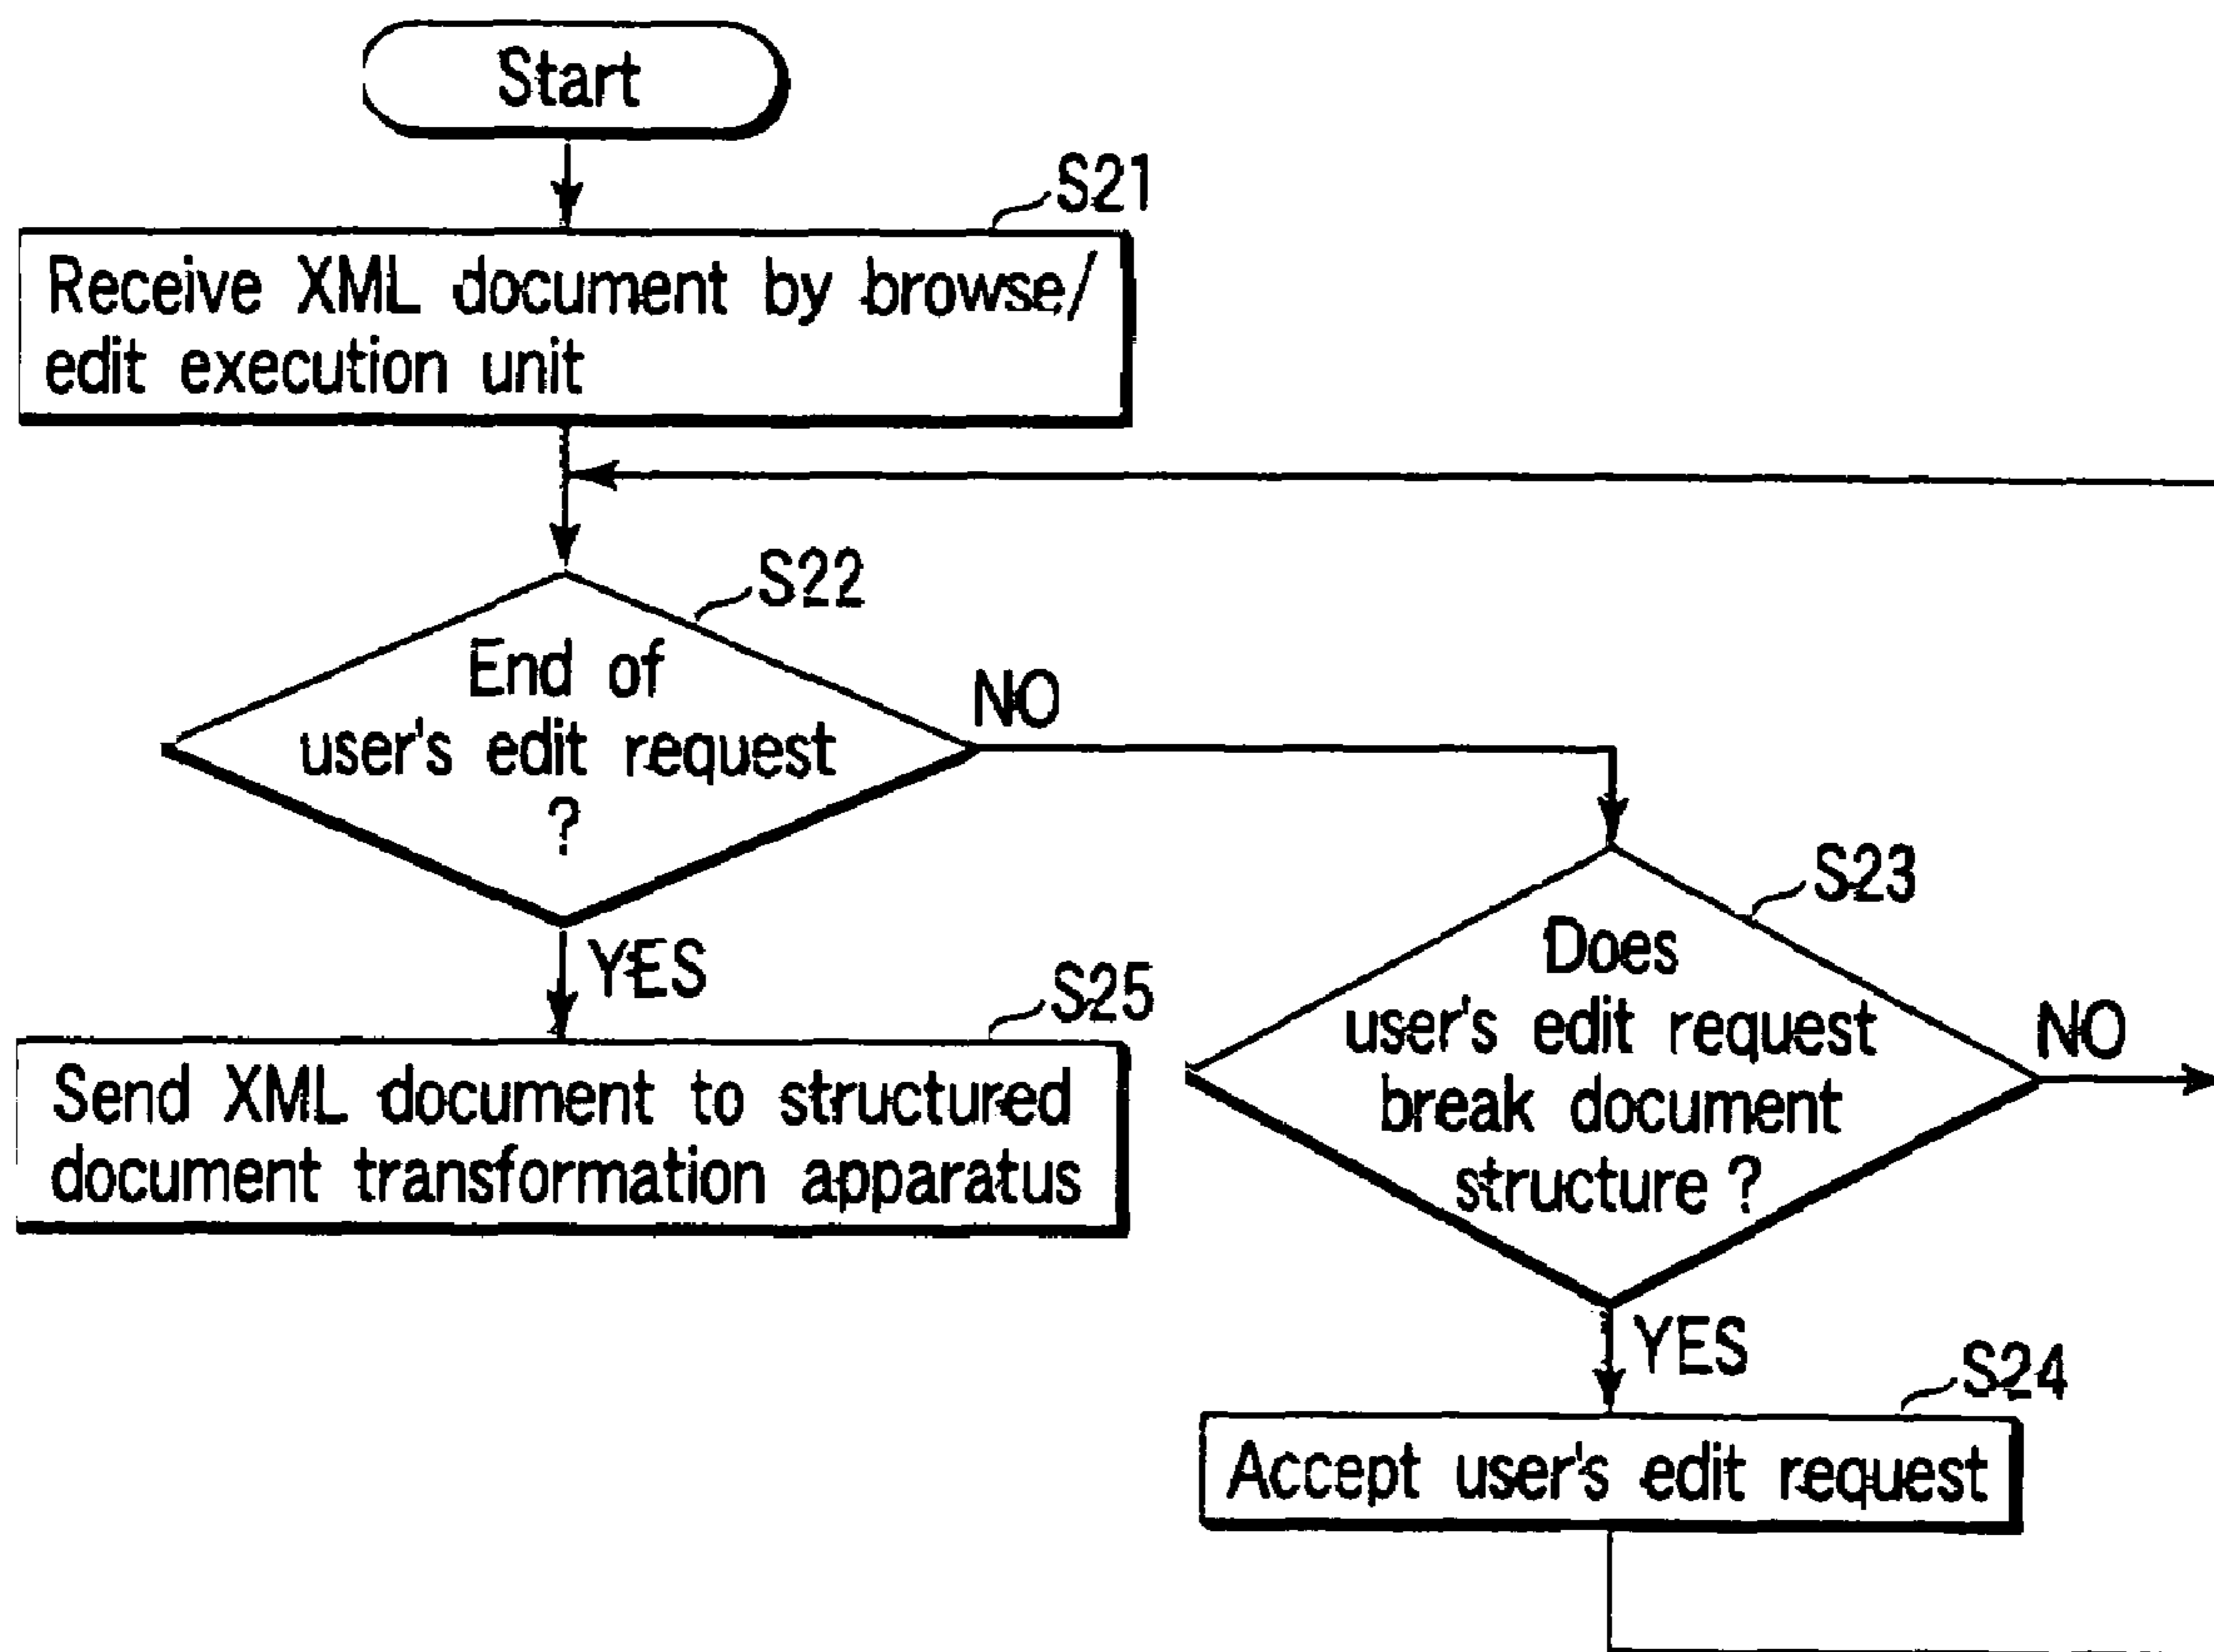 Start
S21
Receive XML document by browse/
edit execution unit
S22
End of
user's edit request
?
NO
YES
S23
Does
user's edit request
break document
structure ?
NO
YES
S25
Send XML document to structured
document transformation apparatus
S24
Accept user's edit request